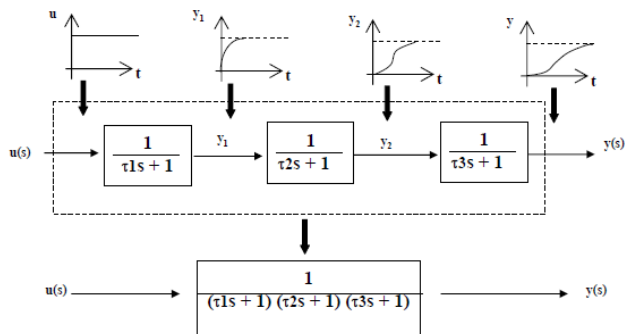 u
t
y₁
t
y₂
t
y
t
u(s)
1
τ1s + 1
y₁
1
τ2s + 1
y₂
1
τ3s + 1
y(s)
u(s)
1
(τ1s + 1) (τ2s + 1) (τ3s + 1)
y(s)